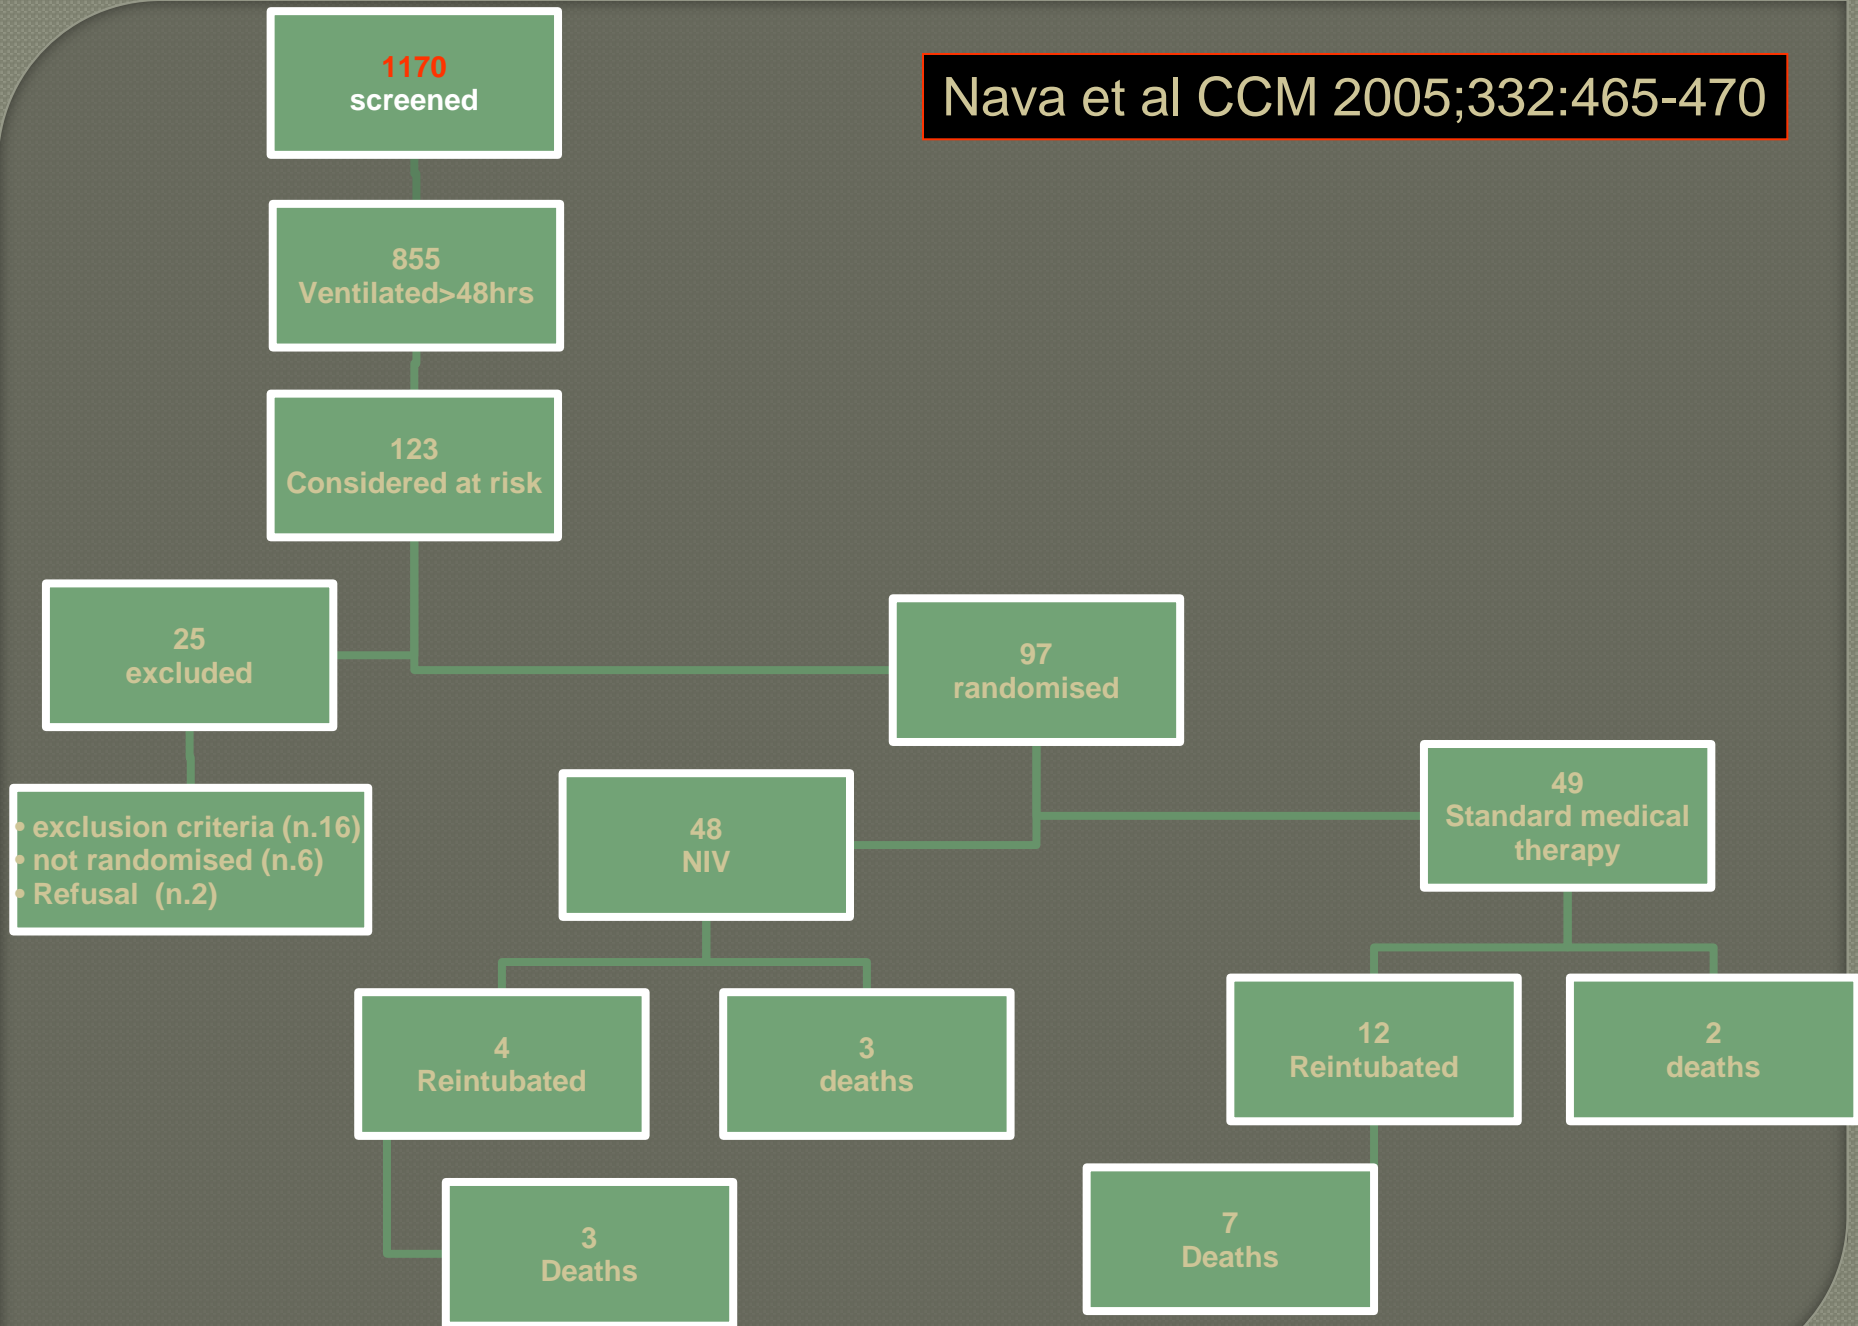 1170
screened
Nava et al CCM 2005;332:465-470
855
Ventilated>48hrs
123
Considered at risk
25
excluded
97
randomised
• exclusion criteria (n.16)
• not randomised (n.6)
• Refusal (n.2)
48
NIV
49
Standard medical
therapy
4
Reintubated
3
deaths
12
Reintubated
2
deaths
3
Deaths
7
Deaths